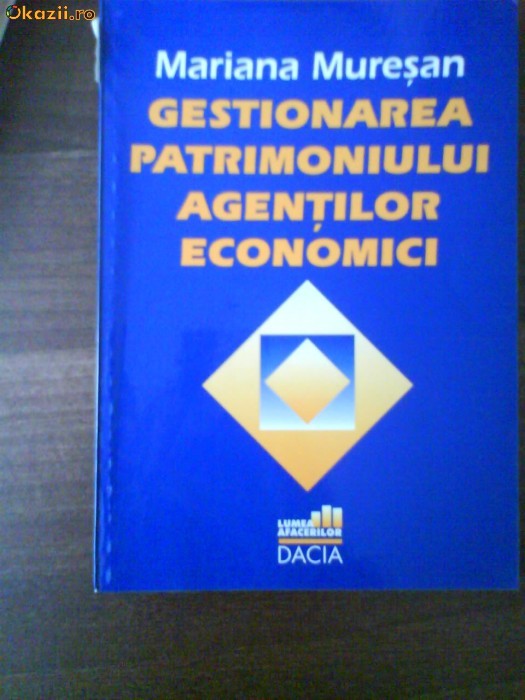 Okazii.ro
Mariana Mureșan
GESTIONAREA
PATRIMONIULUI
AGENȚILOR
ECONOMICI
LUMEA
AFACERILOR
DACIA